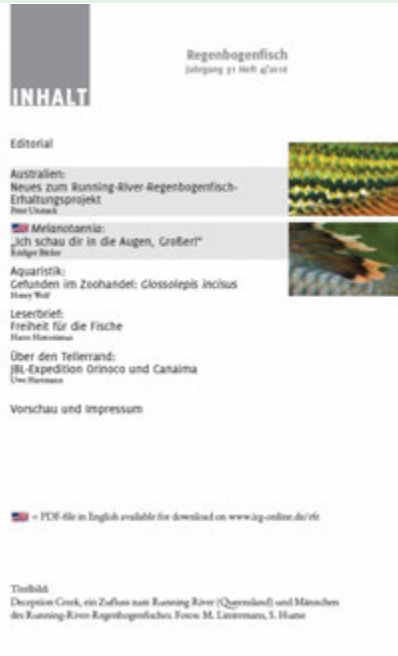 INHALT
Regenbogenfisch
Jahrgang 31 Heft 4/2016
Editorial
Australien:
Neues zum Running-River-Regenbogenfisch-
Erhaltungsprojekt
Peter Unmack
Melanotaenia:
„Ich schau dir in die Augen, Großer!“
Rüdiger
Aquaristik:
Gefunden im Zoohandel: Glossolepis incisus
Henry Wolf
Leserbrief:
Freiheit für die Fische
Harro Hieronimus
Über den Tellerrand:
JBL-Expedition Orinoco und Canaima
Uwe Hartmann
Vorschau und Impressum
= PDF-file in English available for download on www.irg-online.de/rfe
Titelbild:
Deception Creek, ein Zufluss zum Running River (Queensland) und Männchen
des Running-River-Regenbogenfisches. Fotos: M. Lintermans, S. Hume